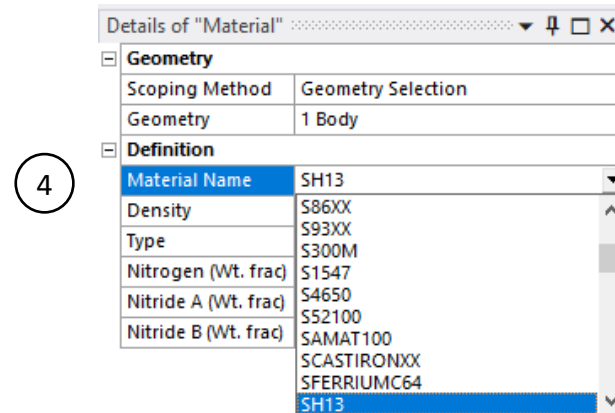 Details of "Material"
Geometry
Scoping Method Geometry Selection
Geometry 1 Body
Definition
4
Material Name SH13
Density S86XX
S93XX
Type
S300M
Nitrogen (Wt. frac) S1547
S4650
Nitride A (Wt. frac)
S52100
Nitride B (Wt. frac) SAMAT100
SCASTIRONXX
SFERRIUMC64
SH13